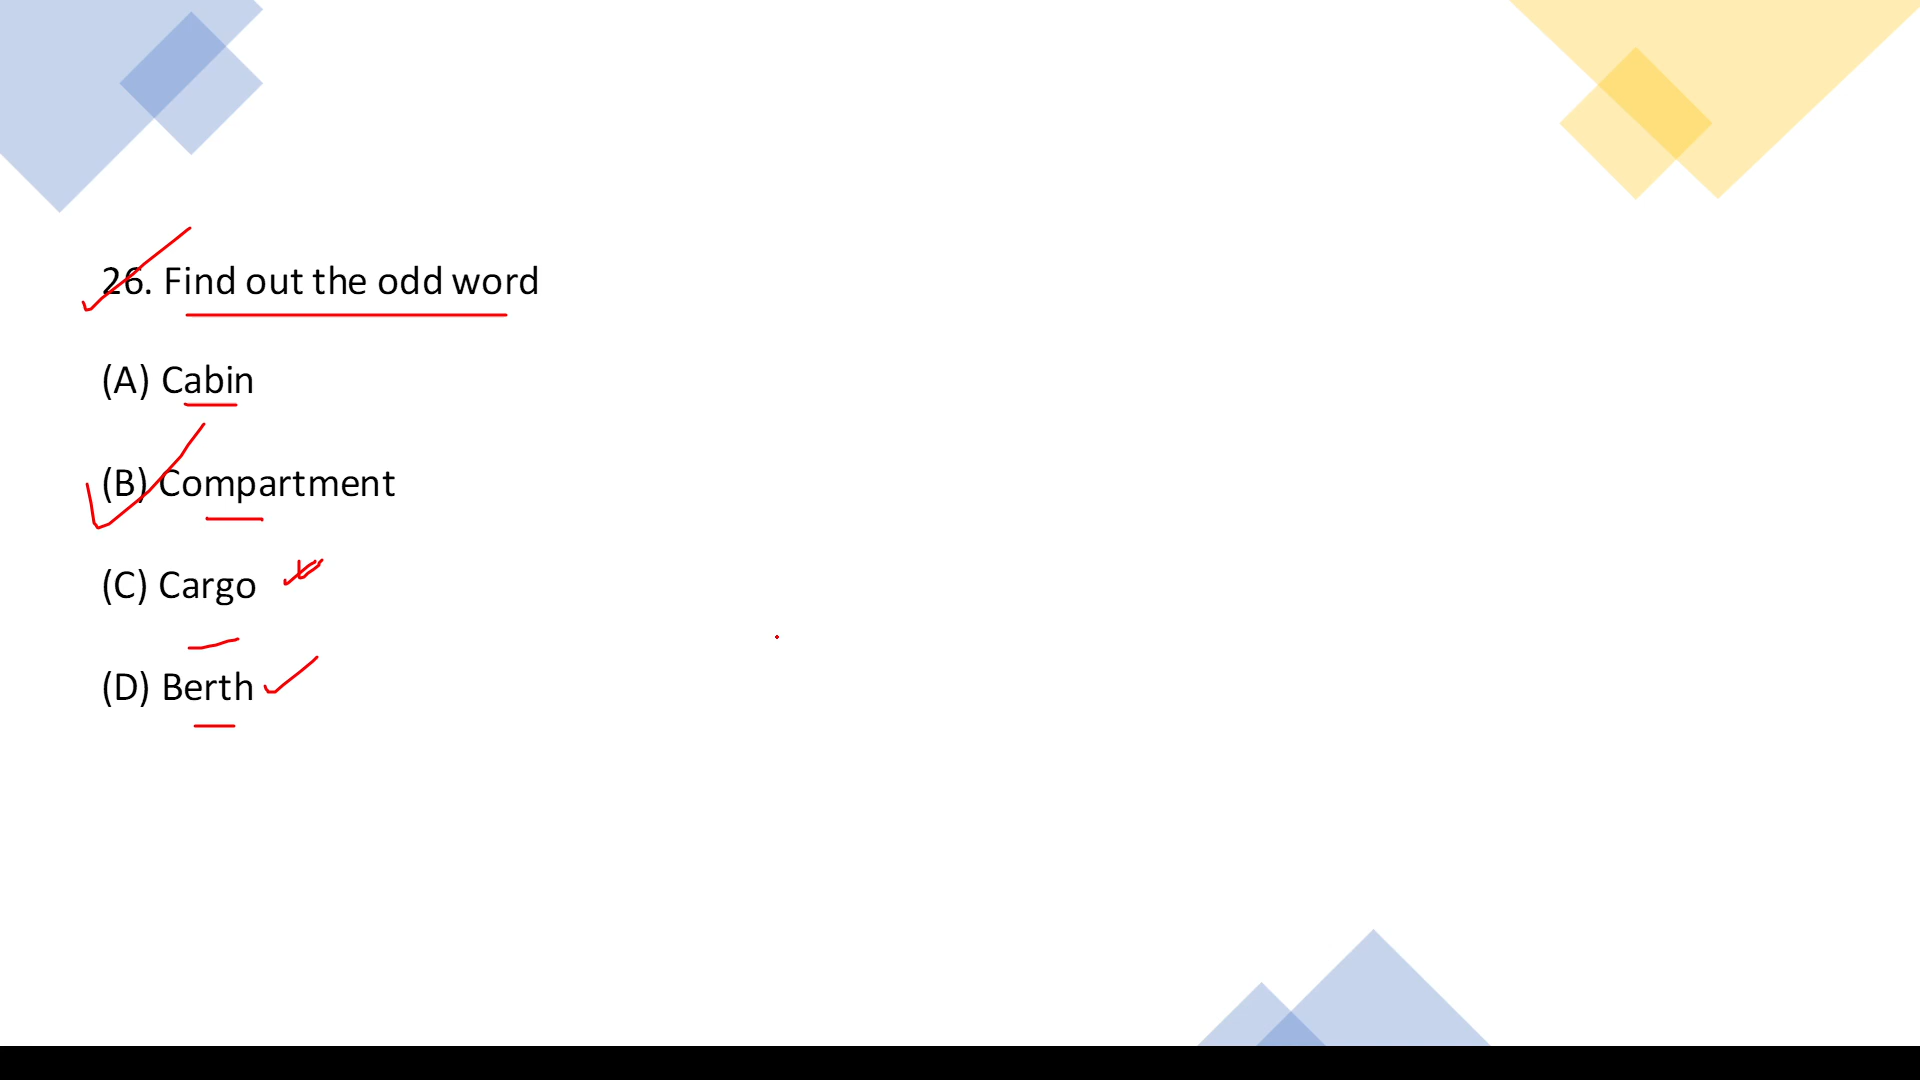 26. Find out the odd word
(A) Cabin
(B) Compartment
(C) Cargo
(D) Berth